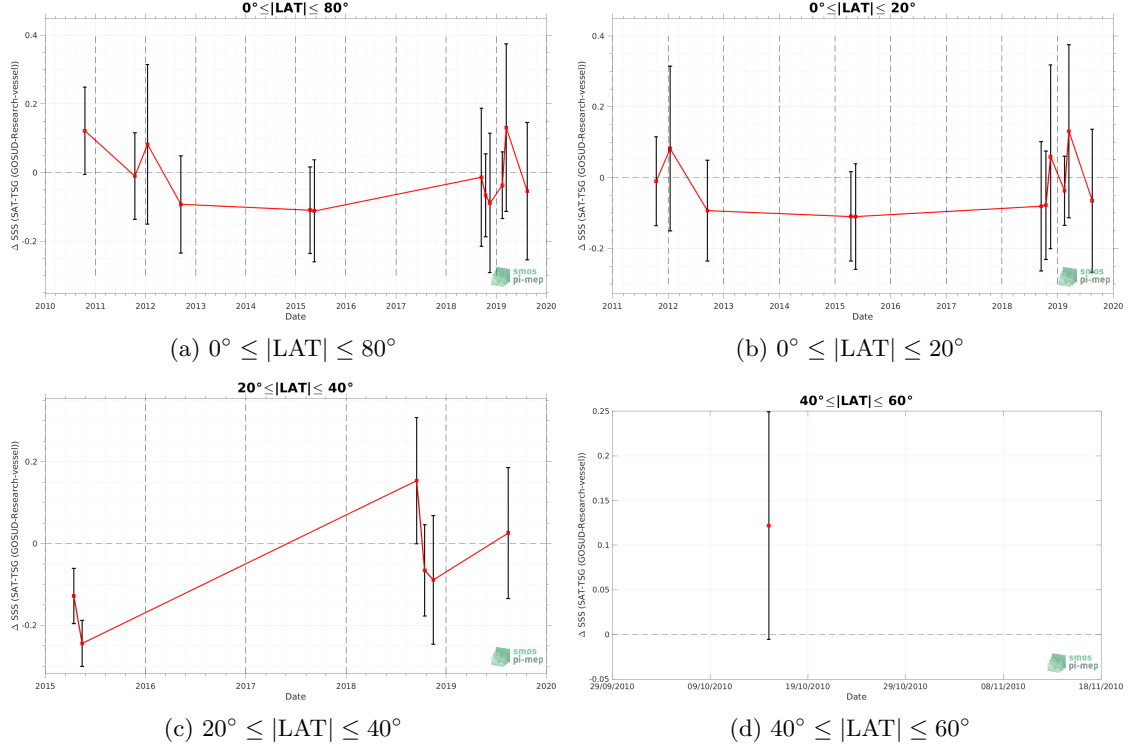 0°≤|LAT|≤ 80°
Δ SSS (SAT-TSG (GOSUD-Research-vessel))
0.4
0.2
0
-0.2
2010 2011 2012 2013 2014 2015 2016 2017 2018 2019 2020
Date
smos
pi-mep
(a) 0° ≤ |LAT| ≤ 80°
0°≤|LAT|≤ 20°
Δ SSS (SAT-TSG (GOSUD-Research-vessel))
0.4
0.2
0
-0.2
2011 2012 2013 2014 2015 2016 2017 2018 2019 2020
Date
smos
pi-mep
(b) 0° ≤ |LAT| ≤ 20°
20°≤|LAT|≤ 40°
Δ SSS (SAT-TSG (GOSUD-Research-vessel))
0.2
0
-0.2
2015 2016 2017 2018 2019 2020
Date
smos
pi-mep
(c) 20° ≤ |LAT| ≤ 40°
40°≤|LAT|≤ 60°
Δ SSS (SAT-TSG (GOSUD-Research-vessel))
0.25
0.2
0.15
0.1
0.05
0
-0.05
29/09/2010 09/10/2010 19/10/2010 29/10/2010 08/11/2010 18/11/2010
Date
smos
pi-mep
(d) 40° ≤ |LAT| ≤ 60°